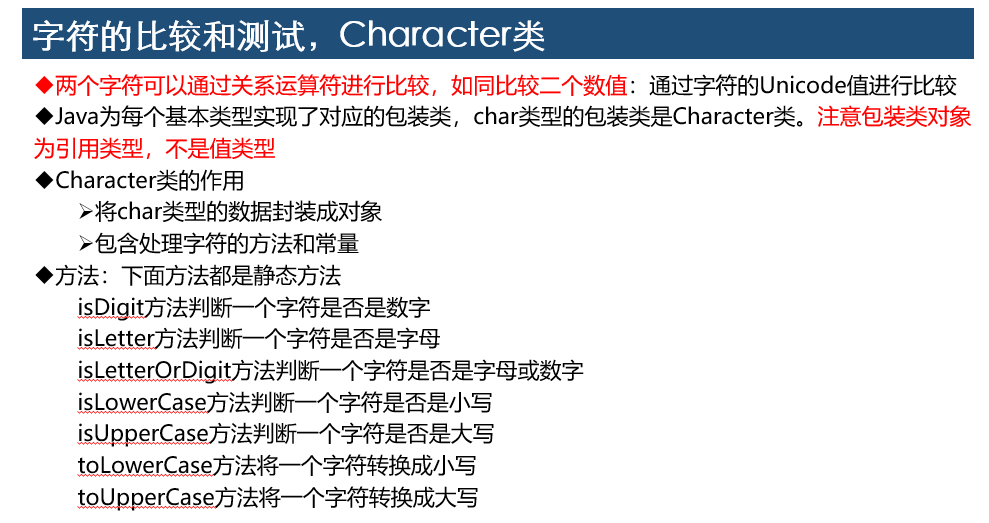 字符的比较和测试，Character类
◆两个字符可以通过关系运算符进行比较，如同比较二个数值：通过字符的Unicode值进行比较
◆Java为每个基本类型实现了对应的包装类，char类型的包装类是Character类。注意包装类对象
为引用类型，不是值类型
◆Character类的作用
➢将char类型的数据封装成对象
➢包含处理字符的方法和常量
◆方法：下面方法都是静态方法
isDigit方法判断一个字符是否是数字
isLetter方法判断一个字符是否是字母
isLetterOrDigit方法判断一个字符是否是字母或数字
isLowerCase方法判断一个字符是否是小写
isUpperCase方法判断一个字符是否是大写
toLowerCase方法将一个字符转换成小写
toUpperCase方法将一个字符转换成大写